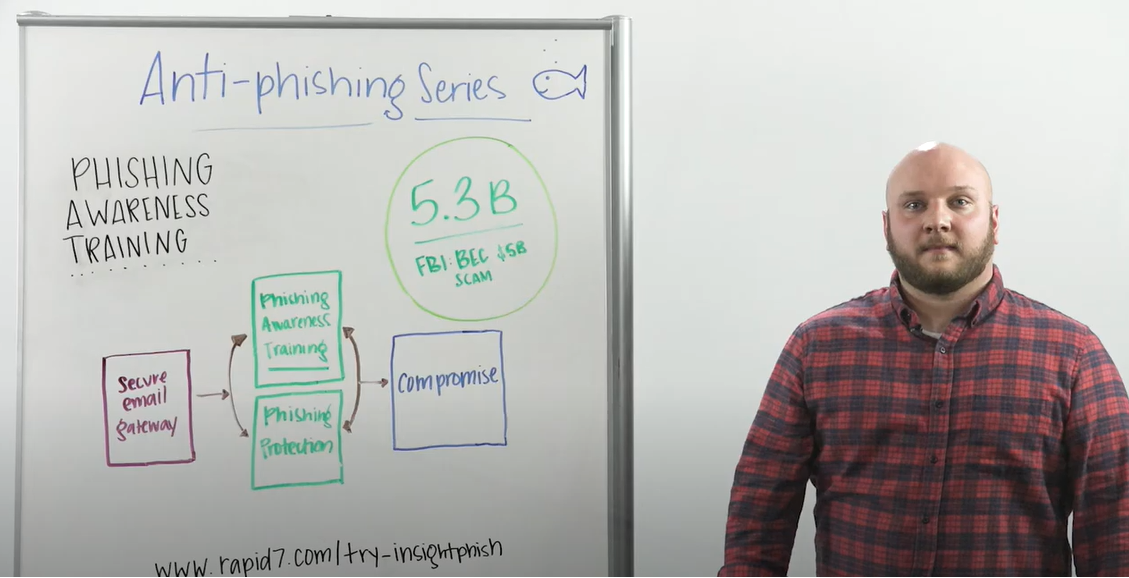 Anti-phishing Series
PHISHING
AWARENESS
TRAINING
5.3B
FBI: BEC $5B
SCAM
Phishing
Awareness
Training
Secure
email
gateway
Phishing
Protection
compromise
www.rapid7.com/try-insightphish